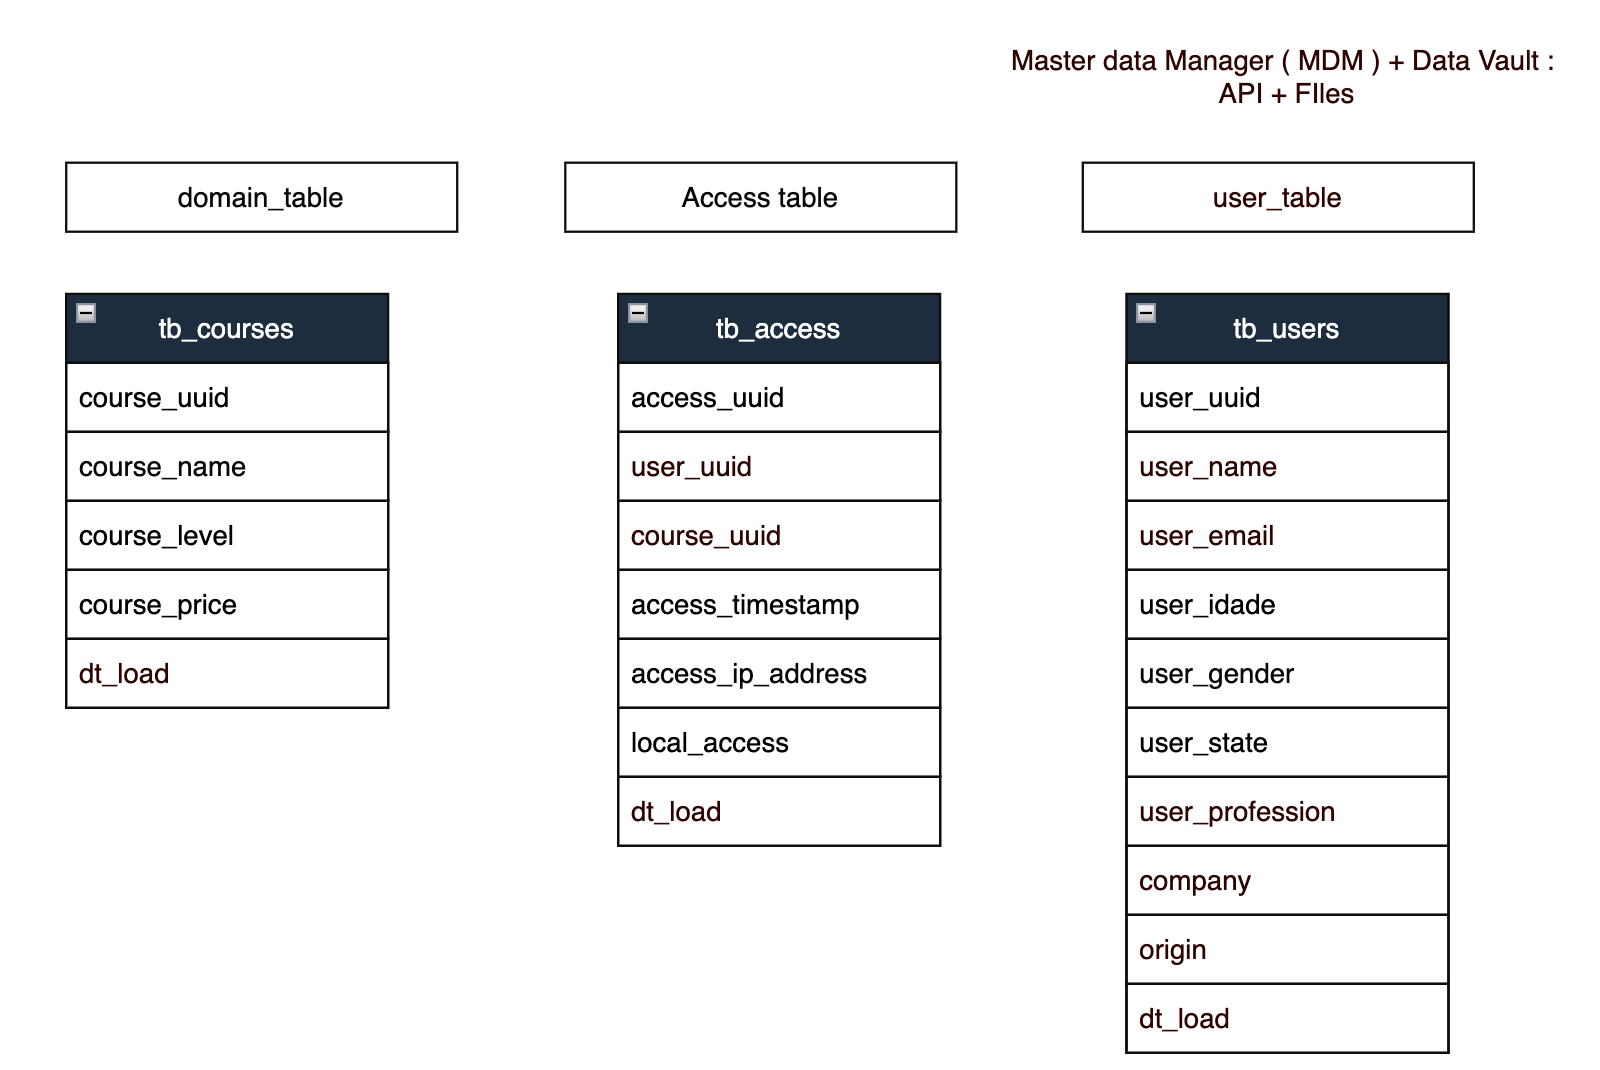 Master data Manager ( MDM ) + Data Vault :
API + FIles
domain_table
Access table
user_table
tb_courses
course_uuid
course_name
course_level
course_price
dt_load
tb_access
access_uuid
user_uuid
course_uuid
access_timestamp
access_ip_address
local_access
dt_load
tb_users
user_uuid
user_name
user_email
user_idade
user_gender
user_state
user_profession
company
origin
dt_load